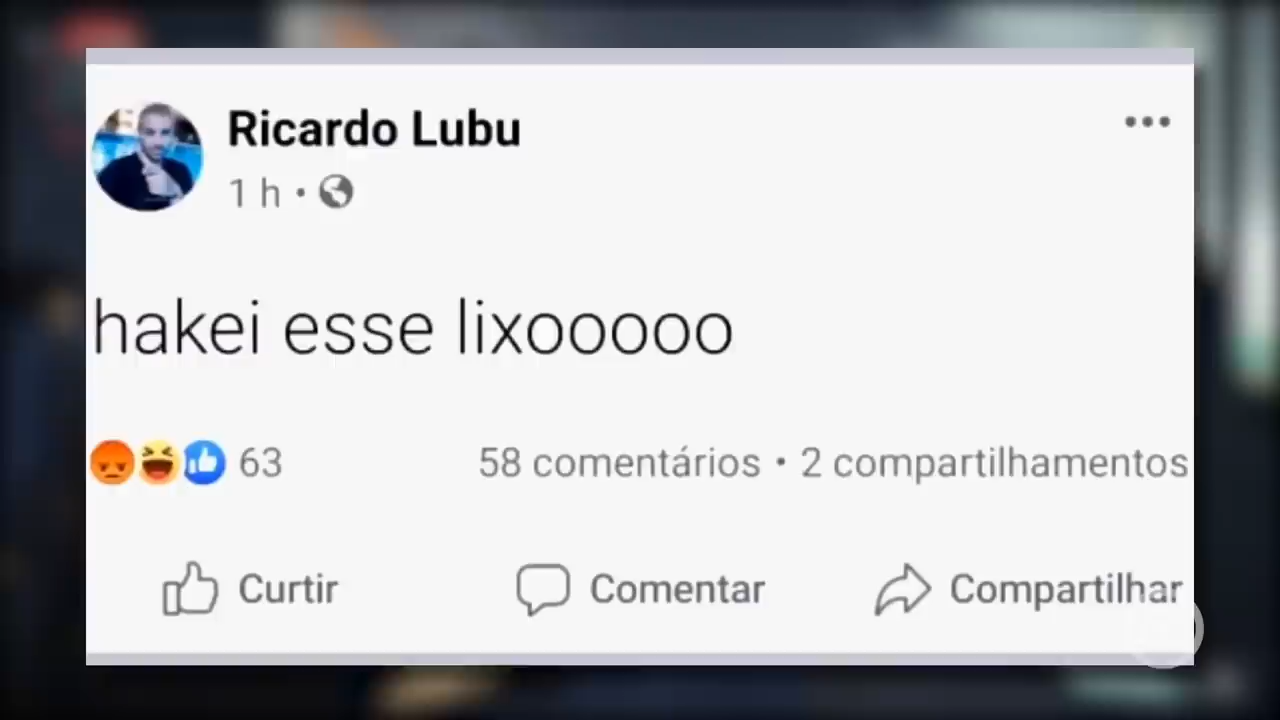 Ricardo Lubu
1 h •
hakei esse lixooooo
63 58 comentários • 2 compartilhamentos
Curtir Comentar Compartilhar